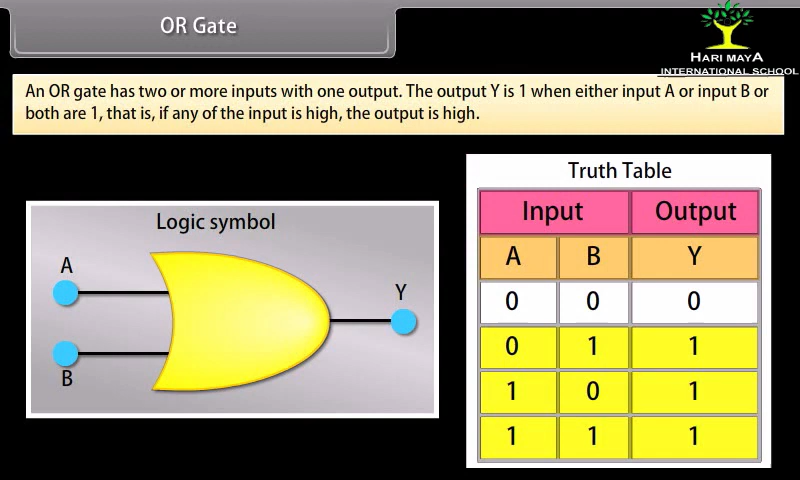 OR Gate
HARI MAYA
INTERNATIONAL SCHOOL
An OR gate has two or more inputs with one output. The output Y is 1 when either input A or input B or
both are 1, that is, if any of the input is high, the output is high.
Logic symbol
A
B
Y
Truth Table
Input Output
A B Y
0 0 0
0 1 1
1 0 1
1 1 1